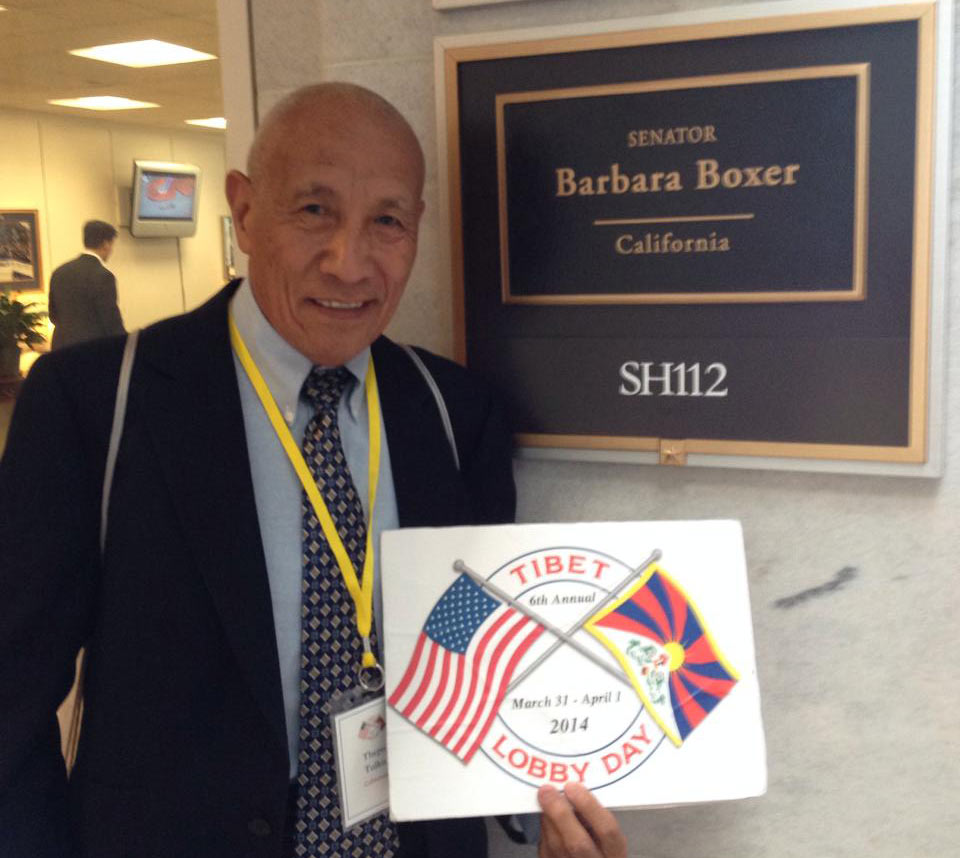 SENATOR
Barbara Boxer
California
SH112
TIBET
6th Annual
March 31 - April 1
2014
LOBBY DAY